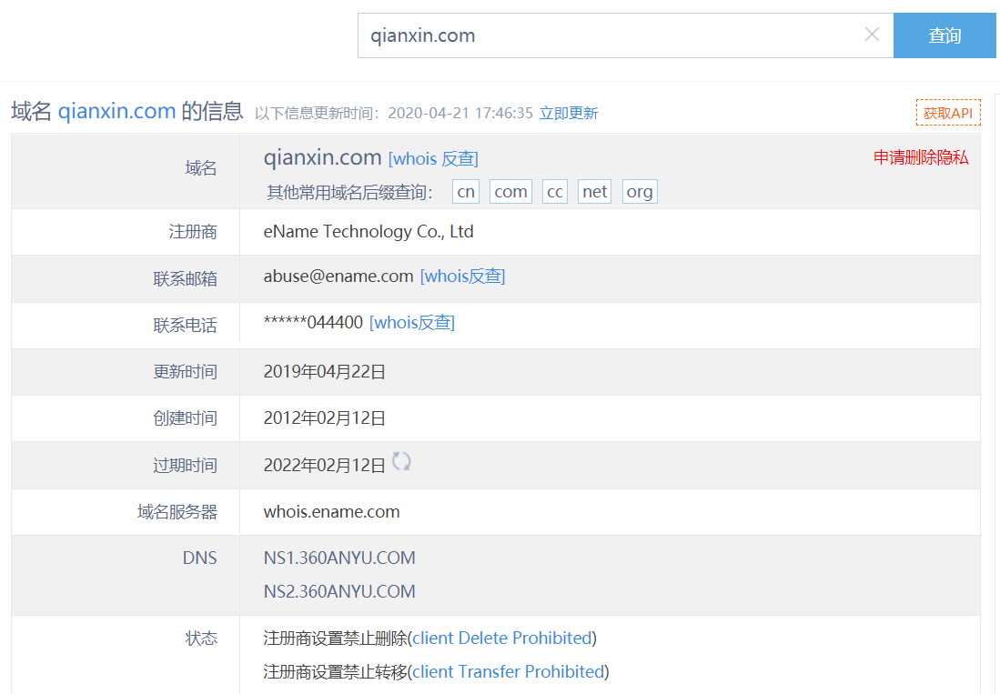 qianxin.com 查询
域名 qianxin.com 的信息 以下信息更新时间：2020-04-21 17:46:35 立即更新 获取API
域名 qianxin.com [whois 反查] 申请删除隐私
其他常用域名后缀查询： cn com cc net org
注册商 eName Technology Co., Ltd
联系邮箱 abuse@ename.com [whois反查]
联系电话 ******044400 [whois反查]
更新时间 2019年04月22日
创建时间 2012年02月12日
过期时间 2022年02月12日
域名服务器 whois.ename.com
DNS NS1.360ANYU.COM
NS2.360ANYU.COM
状态 注册商设置禁止删除(client Delete Prohibited)
注册商设置禁止转移(client Transfer Prohibited)